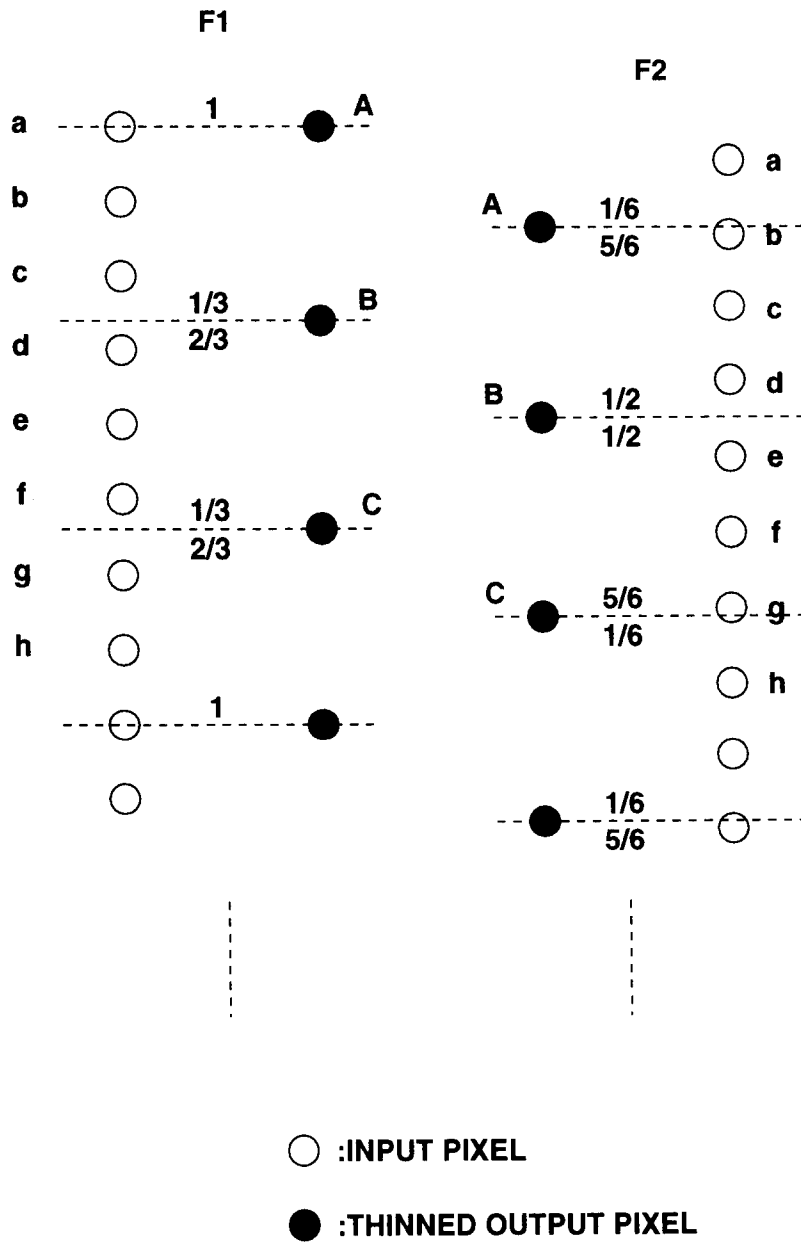 F1
a
1
A
b
c
1/3
B
2/3
d
e
f
1/3
C
2/3
g
h
1
F2
a
A
1/6
5/6
b
c
d
B
1/2
1/2
e
f
C
5/6
1/6
g
h
1/6
5/6
:INPUT PIXEL
:THINNED OUTPUT PIXEL